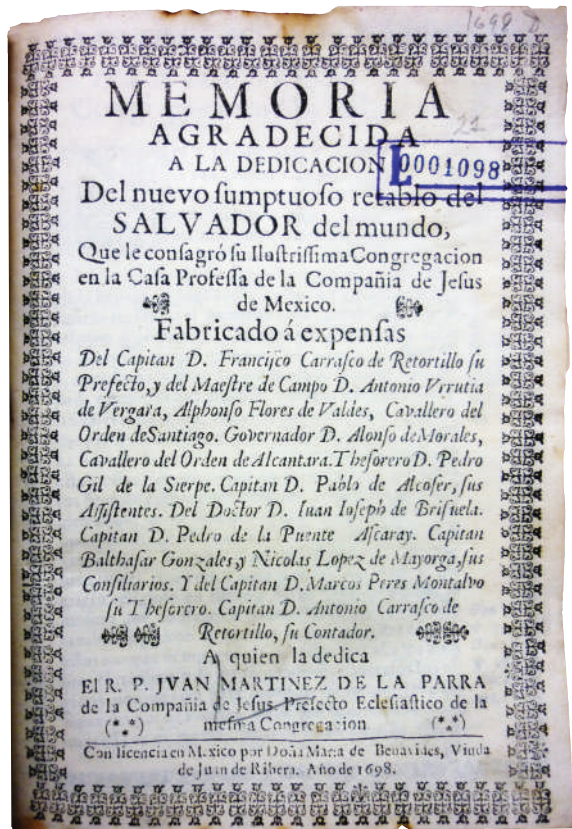 1698
MEMORIA
21
AGRADECIDA
A LA DEDICACION
L0001098
Del nuevo ſumptuoſo retablo del
SALVADOR del mundo,
Que le conſagró ſu Iluſtriſſima Congregacion
en la Caſa Profeſſa de la Compañia de Jeſus
de Mexico.
Fabricado á expenſas
Del Capitan D. Franciſco Carraſco de Retortillo ſu
Prefecto, y del Maeſtre de Campo D. Antonio Vrrutia
de Vergara, Alphonſo Flores de Valdes, Cavallero del
Orden de Santiago. Governador D. Alonſo de Morales,
Cavallero del Orden de Alcantara. Theſorero D. Pedro
Gil de la Sierpe. Capitan D. Pablo de Alcoſer, ſus
Aſſiſtentes. Del Doctor D. Iuan Ioſeph de Briſuela.
Capitan D. Pedro de la Puente Aſcaray. Capitan
Balthaſar Gonzales, y Nicolas Lopez de Mayorga, ſus
Conſiliarios. Y del Capitan D. Marcos Peres Montalvo
ſu Theſorero. Capitan D. Antonio Carraſco de
Retortillo, ſu Contador.
A quien la dedica
El R. P. JVAN MARTINEZ DE LA PARRA
de la Compañia de Jeſus. Prefecto Ecleſiaſtico de la
(*.*) meſma Congregacion. (*.*)
Con licencia en Mexico por Doña Maria de Benavides, Viuda
de Juan de Ribera. Año de 1698.